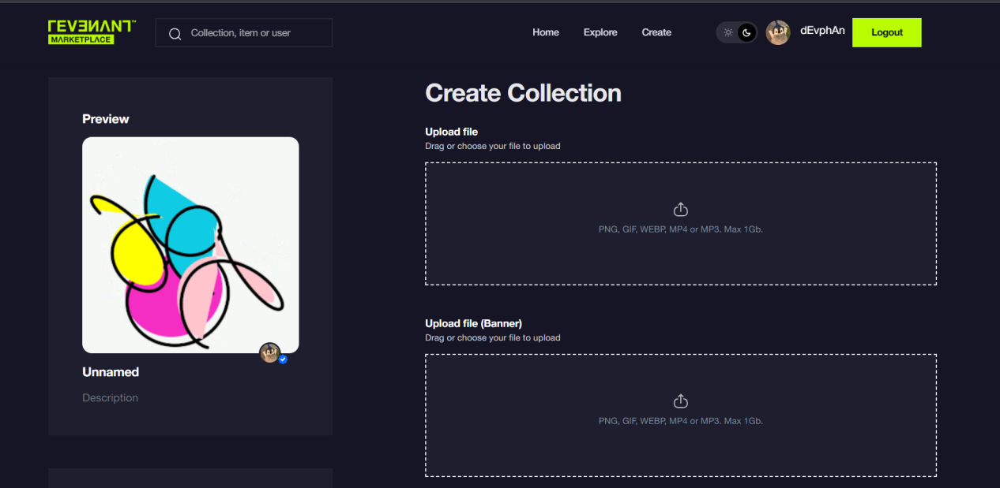 REVENANT™
MARKETPLACE
Collection, item or user
Home
Explore
Create
dEvphAn
Logout
Preview
Unnamed
Description
Create Collection
Upload file
Drag or choose your file to upload
PNG, GIF, WEBP, MP4 or MP3. Max 1Gb.
Upload file (Banner)
Drag or choose your file to upload
PNG, GIF, WEBP, MP4 or MP3. Max 1Gb.